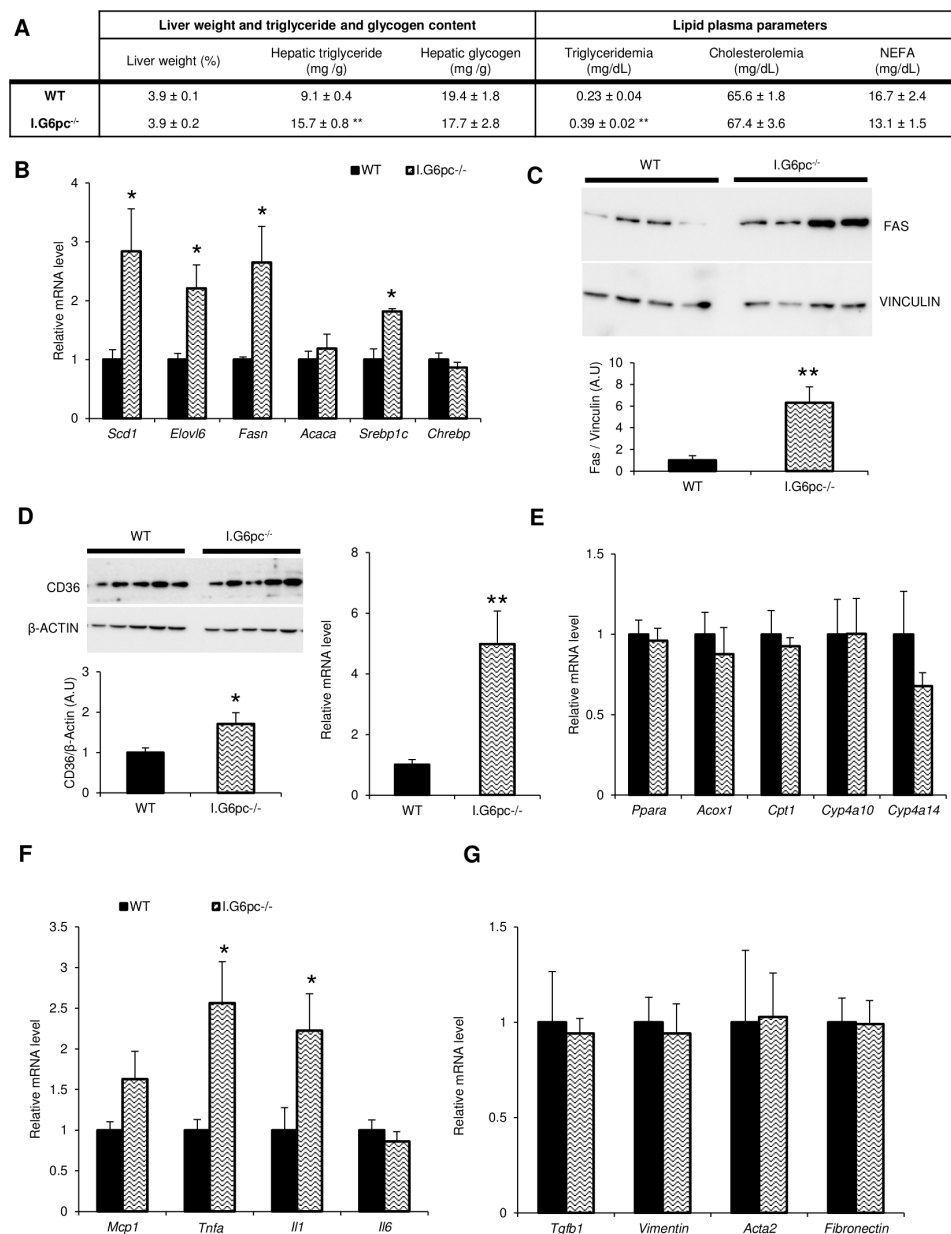 A
Liver weight and triglyceride and glycogen content
Lipid plasma parameters
Liver weight (%)
Hepatic triglyceride
(mg /g)
Hepatic glycogen
(mg /g)
Triglyceridemia
(mg/dL)
Cholesterolemia
(mg/dL)
NEFA
(mg/dL)
WT 3.9 ± 0.1 9.1 ± 0.4 19.4 ± 1.8 0.23 ± 0.04 65.6 ± 1.8 16.7 ± 2.4
I.G6pc-/- 3.9 ± 0.2 15.7 ± 0.8 ** 17.7 ± 2.8 0.39 ± 0.02 ** 67.4 ± 3.6 13.1 ± 1.5
B
WT I.G6pc-/-
Relative mRNA level
4
3
2
1
0
* * * *
Scd1 Elovl6 Fasn Acaca Srebp1c Chrebp
C
WT I.G6pc-/-
FAS
VINCULIN
Fas / Vinculin (A.U)
10
8
6
4
2
0
**
WT I.G6pc-/-
D
WT I.G6pc-/-
CD36
β-ACTIN
CD36/β-Actin (A.U)
3
2
1
0
*
WT I.G6pc-/-
Relative mRNA level
8
6
4
2
0
**
WT I.G6pc-/-
E
Relative mRNA level
1.5
1
0.5
0
Ppara Acox1 Cpt1 Cyp4a10 Cyp4a14
F
WT I.G6pc-/-
Relative mRNA level
3.5
3
2.5
2
1.5
1
0.5
0
* *
Mcp1 Tnfa Il1 Il6
G
Relative mRNA level
1.5
1
0.5
0
Tgfb1 Vimentin Acta2 Fibronectin